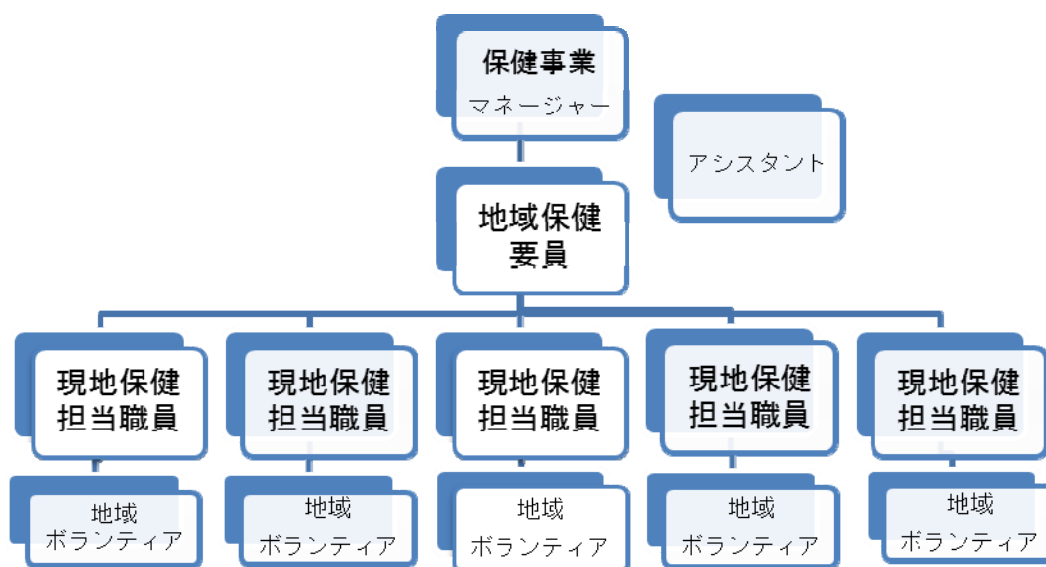 保健事業
マネージャー
アシスタント
地域保健
要員
現地保健
担当職員
現地保健
担当職員
現地保健
担当職員
現地保健
担当職員
現地保健
担当職員
地域
ボランティア
地域
ボランティア
地域
ボランティア
地域
ボランティア
地域
ボランティア